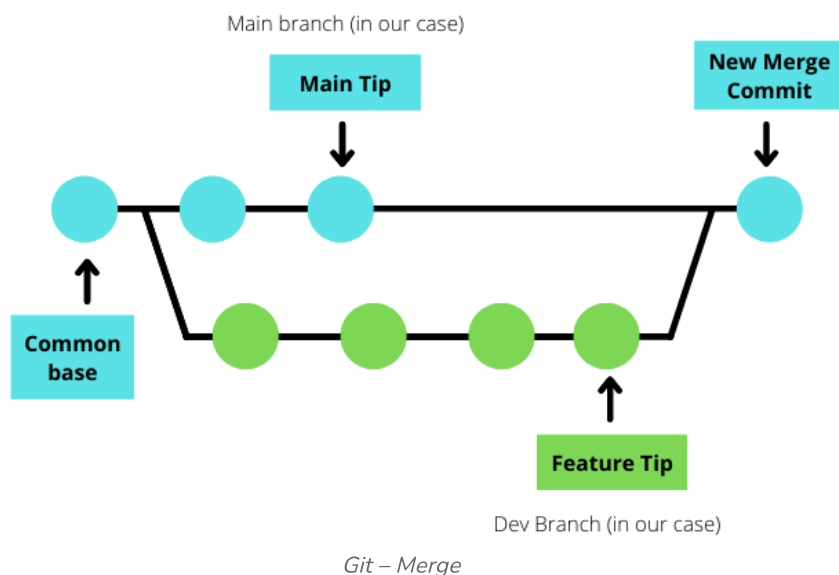 Main branch (in our case)
Main Tip
New Merge
Commit
Common
base
Feature Tip
Dev Branch (in our case)
Git – Merge